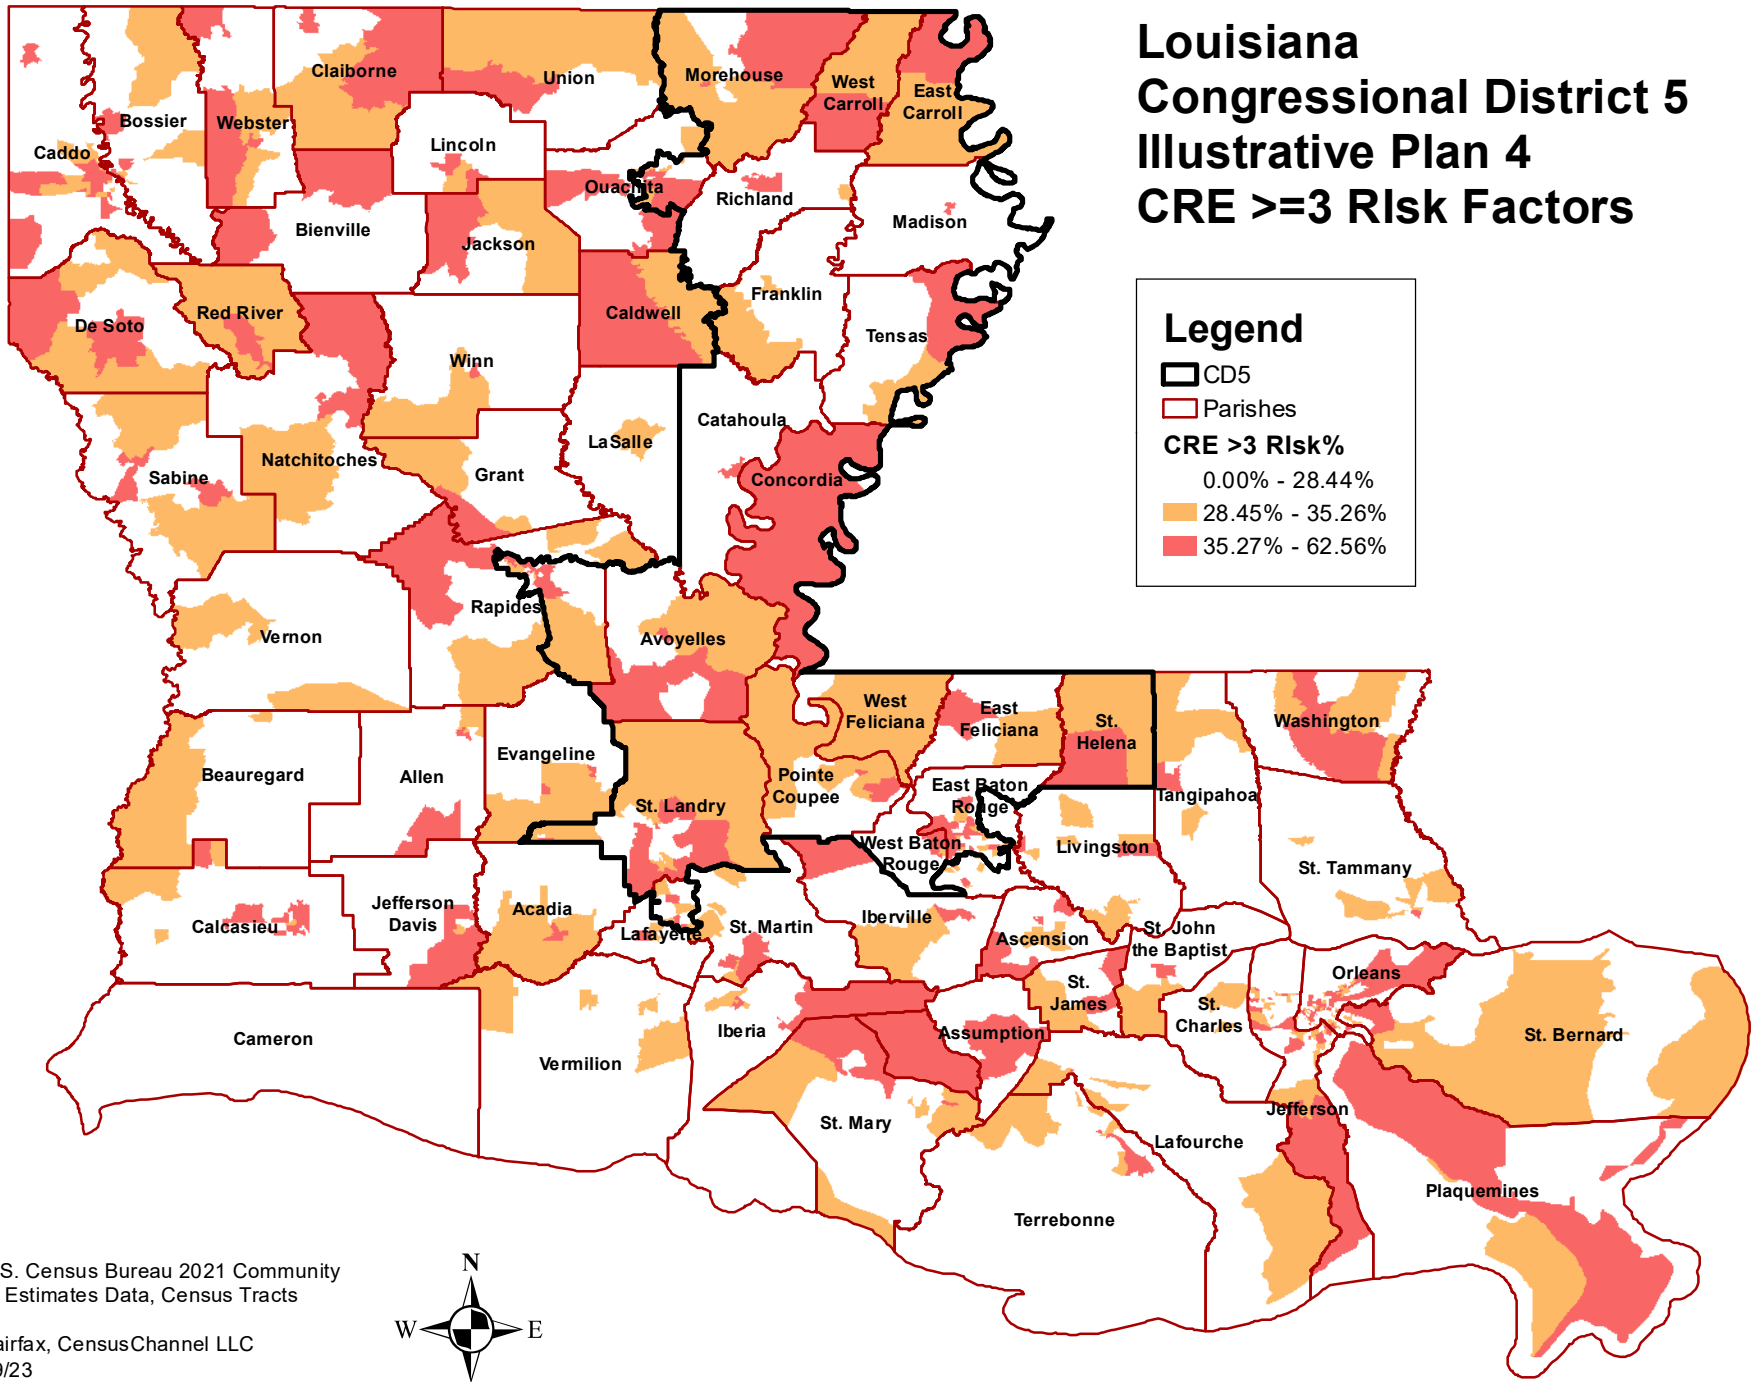 Louisiana
Congressional District 5
Illustrative Plan 4
CRE >=3 RIsk Factors
Legend
CD5
Parishes
CRE >3 RIsk%
0.00% - 28.44%
28.45% - 35.26%
35.27% - 62.56%
Claiborne
Union
Morehouse
West
Carroll
East
Carroll
Bossier
Webster
Caddo
Lincoln
Ouachita
Richland
Madison
Bienville
Jackson
De Soto
Red River
Caldwell
Franklin
Tensas
Winn
Catahoula
LaSalle
Natchitoches
Sabine
Grant
Concordia
Rapides
Vernon
Avoyelles
West
Feliciana
East
Feliciana
St.
Helena
Washington
Beauregard
Allen
Evangeline
Pointe
Coupee
St. Landry
East Baton
Rouge
Tangipahoa
West Baton
Rouge
Livingston
St. Tammany
Calcasieu
Jefferson
Davis
Acadia
Lafayette
St. Martin
Iberville
Ascension
St. John
the Baptist
Orleans
St.
James
St.
Charles
Cameron
Vermilion
Iberia
Assumption
St. Bernard
St. Mary
Jefferson
Lafourche
Plaquemines
Terrebonne
S. Census Bureau 2021 Community
Estimates Data, Census Tracts
airfax, CensusChannel LLC
9/23
N
W
E
S